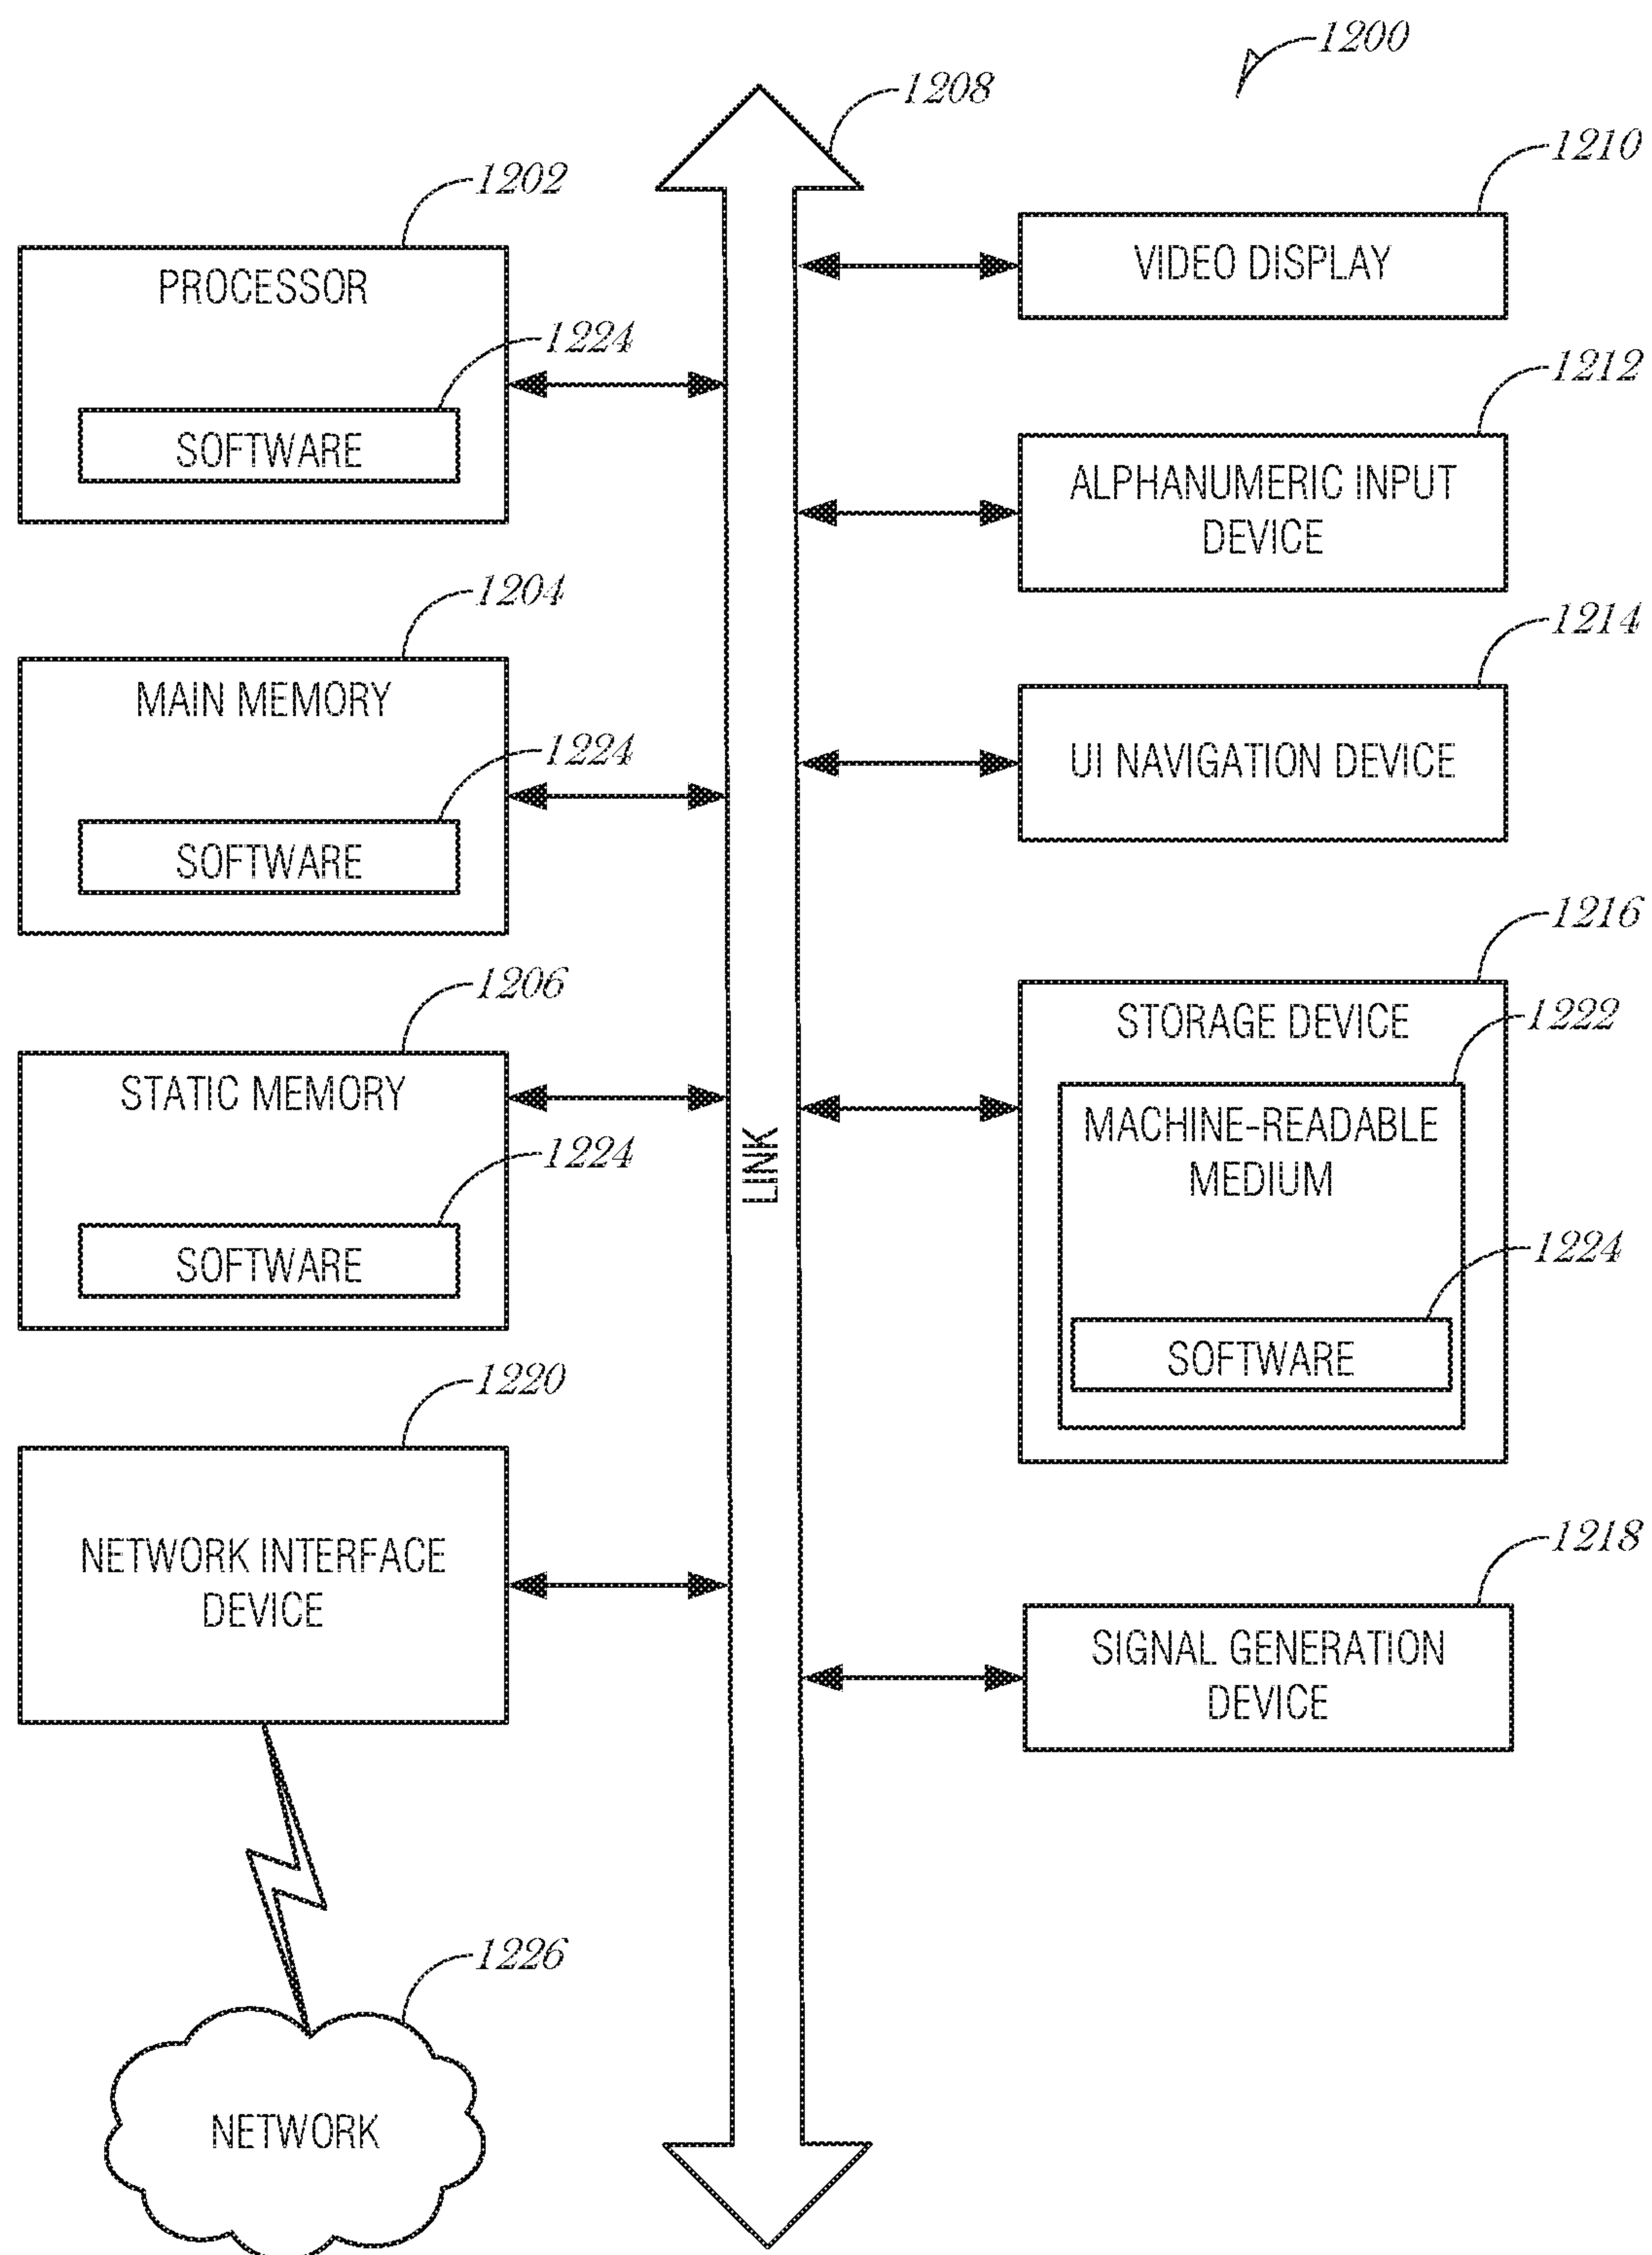 1200
1208
1202
PROCESSOR
1224
SOFTWARE
1204
MAIN MEMORY
1224
SOFTWARE
1206
STATIC MEMORY
1224
SOFTWARE
1220
NETWORK INTERFACE
DEVICE
1226
NETWORK
LINK
1210
VIDEO DISPLAY
1212
ALPHANUMERIC INPUT
DEVICE
1214
UI NAVIGATION DEVICE
1216
STORAGE DEVICE
1222
MACHINE-READABLE
MEDIUM
1224
SOFTWARE
1218
SIGNAL GENERATION
DEVICE